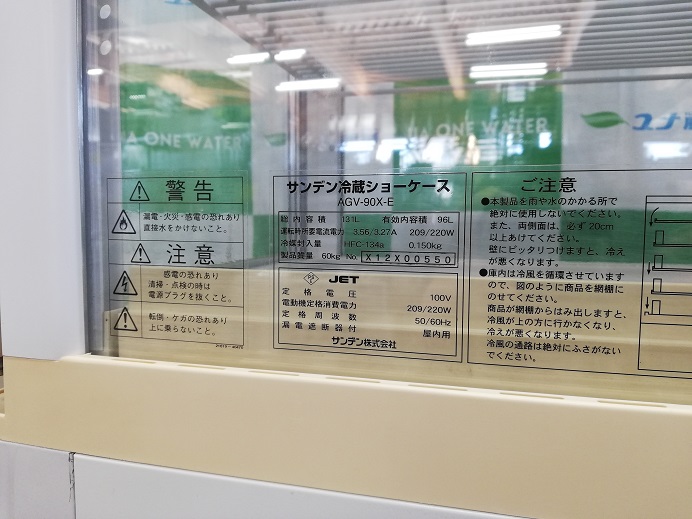 IA ONE WATER
IA ONE WATER
警告
漏電・火災・感電の恐れあり
直接水をかけないこと。
注意
感電の恐れあり
清掃・点検の時は
電源プラグを抜くこと。
転倒・ケガの恐れあり
上に乗らないこと。
サンデン冷蔵ショーケース
AGV-90X-E
総内容積 131L 有効内容積 96L
運転時所要電流電力 3.56/3.27A 209/220W
冷媒封入量 HFC-134a 0.150kg
製品質量 60kg No. X12X00550
JET
定格電圧 100V
電動機定格消費電力 209/220W
定格周波数 50/60Hz
漏電遮断器付 屋内用
サンデン株式会社
ご注意
●本製品を雨や水のかかる所で
絶対に使用しないでください。
また、両側面は、必ず20cm
以上あけてください。
壁にピッタリつけますと、冷え
が悪くなります。
●庫内は冷風を循環させています
ので、図のように商品を網棚に
のせてください。
商品が網棚からはみ出しますと、
冷風が上の方に行かなくなり、
冷えが悪くなります。
冷風の通路は絶対にふさがない
でください。